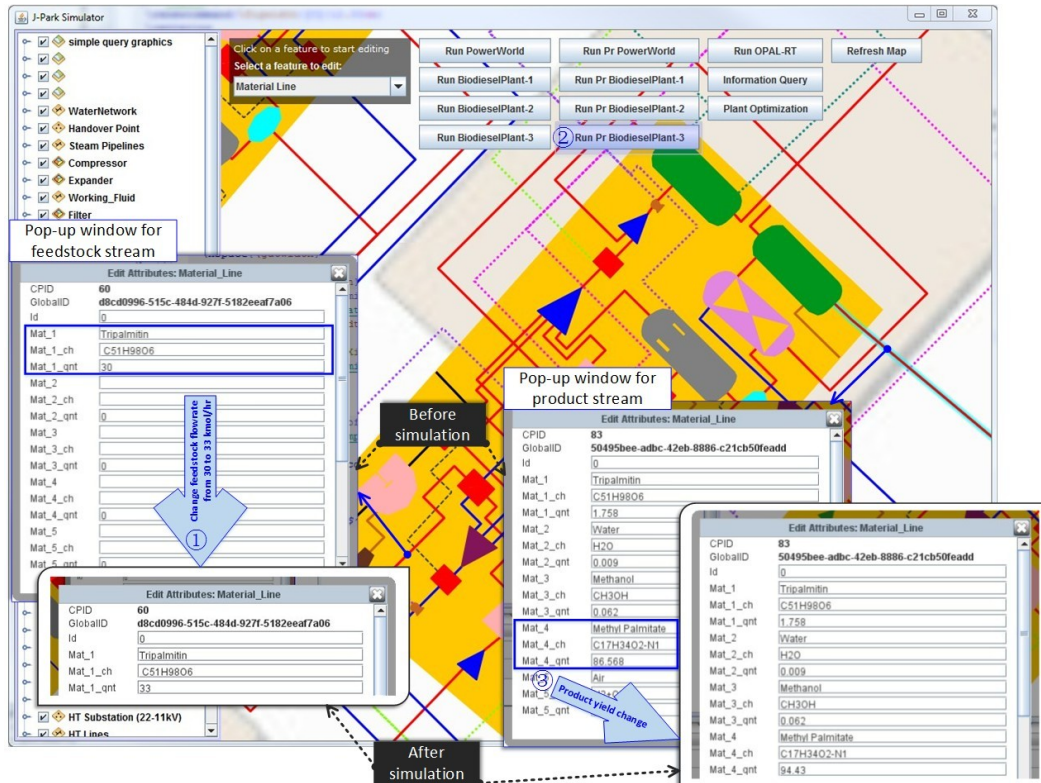 J-Park Simulator
simple query graphics
WaterNetwork
Handover Point
Steam Pipelines
Compressor
Expander
Working_Fluid
Filter
Click on a feature to start editing
Select a feature to edit:
Material Line
Run PowerWorld
Run Pr PowerWorld
Run OPAL-RT
Refresh Map
Run BiodieselPlant-1
Run Pr BiodieselPlant-1
Information Query
Run BiodieselPlant-2
Run Pr BiodieselPlant-2
Plant Optimization
Run BiodieselPlant-3
② Run Pr BiodieselPlant-3
Pop-up window for
feedstock stream
Edit Attributes: Material_Line
CPID 60
GlobalID d8cd0996-515c-484d-927f-5182eeaf7a06
Id 0
Mat_1 Tripalmitin
Mat_1_ch C51H98O6
Mat_1_qnt 30
Mat_2
Mat_2_ch
Mat_2_qnt 0
Mat_3
Mat_3_ch
Mat_3_qnt 0
Mat_4
Mat_4_ch
Mat_4_qnt 0
Mat_5
Mat_5_ch
Mat_5_qnt 0
Change feedstock flowrate
from 30 to 33 kmol/hr
①
Edit Attributes: Material_Line
CPID 60
GlobalID d8cd0996-515c-484d-927f-5182eeaf7a06
Id 0
Mat_1 Tripalmitin
Mat_1_ch C51H98O6
Mat_1_qnt 33
HT Substation (22-11kV)
HT Lines
Before
simulation
After
simulation
Pop-up window for
product stream
Edit Attributes: Material_Line
CPID 83
GlobalID 50495bee-adbc-42eb-8886-c21cb50feadd
Id 0
Mat_1 Tripalmitin
Mat_1_ch C51H98O6
Mat_1_qnt 1.758
Mat_2 Water
Mat_2_ch H2O
Mat_2_qnt 0.009
Mat_3 Methanol
Mat_3_ch CH3OH
Mat_3_qnt 0.062
Mat_4 Methyl Palmitate
Mat_4_ch C17H34O2-N1
Mat_4_qnt 86.568
Air
Mat_5_qnt
③ Product yield change
Edit Attributes: Material_Line
CPID 83
GlobalID 50495bee-adbc-42eb-8886-c21cb50feadd
Id 0
Mat_1 Tripalmitin
Mat_1_ch C51H98O6
Mat_1_qnt 1.758
Mat_2 Water
Mat_2_ch H2O
Mat_2_qnt 0.009
Mat_3 Methanol
Mat_3_ch CH3OH
Mat_3_qnt 0.062
Mat_4 Methyl Palmitate
Mat_4_ch C17H34O2-N1
Mat_4_qnt 94.43